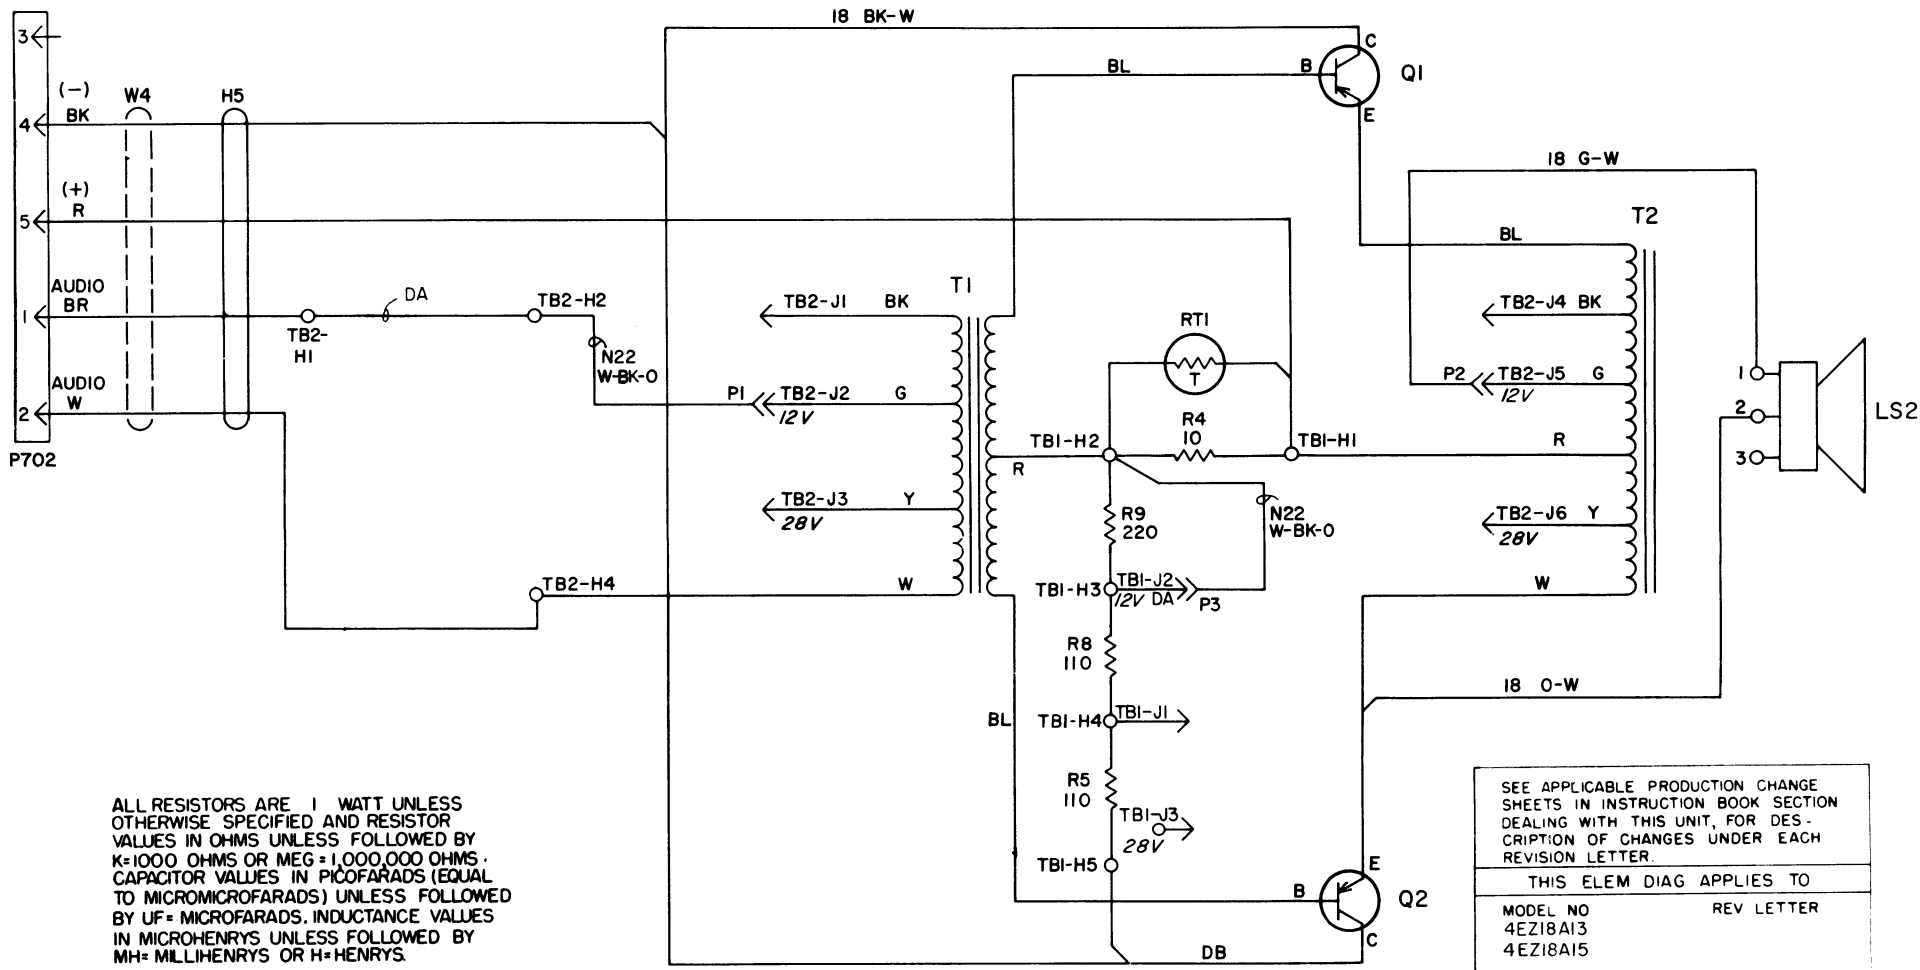 18 BK-W
3
C
B
Q1
E
BL
(-)
BK
W4
H5
4
18 G-W
(+)
R
5
T2
BL
AUDIO
BR
1
DA
TB2-H2
TB2-
H1
N22
W-BK-O
T1
TB2-J1 BK
RT1
T
TB2-J4 BK
P1
TB2-J2 G
12V
P2
TB2-J5 G
12V
1
2
3
LS2
AUDIO
W
2
P702
R4
10
TB1-H2
TB1-H1
R
R
TB2-J3 Y
28V
R9
220
N22
W-BK-O
TB2-J6 Y
28V
TB2-H4
W
TB1-H3
TB1-J2
12V DA
P3
W
R8
110
18 O-W
BL
TB1-H4
TB1-J1
R5
110
TB1-J3
28V
TB1-H5
E
B
Q2
C
DB
ALL RESISTORS ARE 1 WATT UNLESS
OTHERWISE SPECIFIED AND RESISTOR
VALUES IN OHMS UNLESS FOLLOWED BY
K=1000 OHMS OR MEG = 1,000,000 OHMS.
CAPACITOR VALUES IN PICOFARADS (EQUAL
TO MICROMICROFARADS) UNLESS FOLLOWED
BY UF= MICROFARADS. INDUCTANCE VALUES
IN MICROHENRYS UNLESS FOLLOWED BY
MH= MILLIHENRYS OR H= HENRYS.
SEE APPLICABLE PRODUCTION CHANGE
SHEETS IN INSTRUCTION BOOK SECTION
DEALING WITH THIS UNIT, FOR DES-
CRIPTION OF CHANGES UNDER EACH
REVISION LETTER.
THIS ELEM DIAG APPLIES TO
MODEL NO REV LETTER
4EZ18A13
4EZ18A15